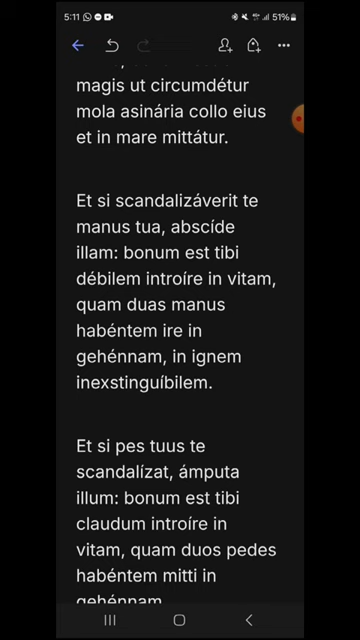 5:11
51%
magis ut circumdétur
mola asinária collo eius
et in mare mittátur.
Et si scandalizáverit te
manus tua, abscíde
illam: bonum est tibi
débilem introíre in vitam,
quam duas manus
habéntem ire in
gehénnam, in ignem
inexstinguíbilem.
Et si pes tuus te
scandalízat, ámputa
illum: bonum est tibi
claudum introíre in
vitam, quam duos pedes
habéntem mitti in
gehénnam